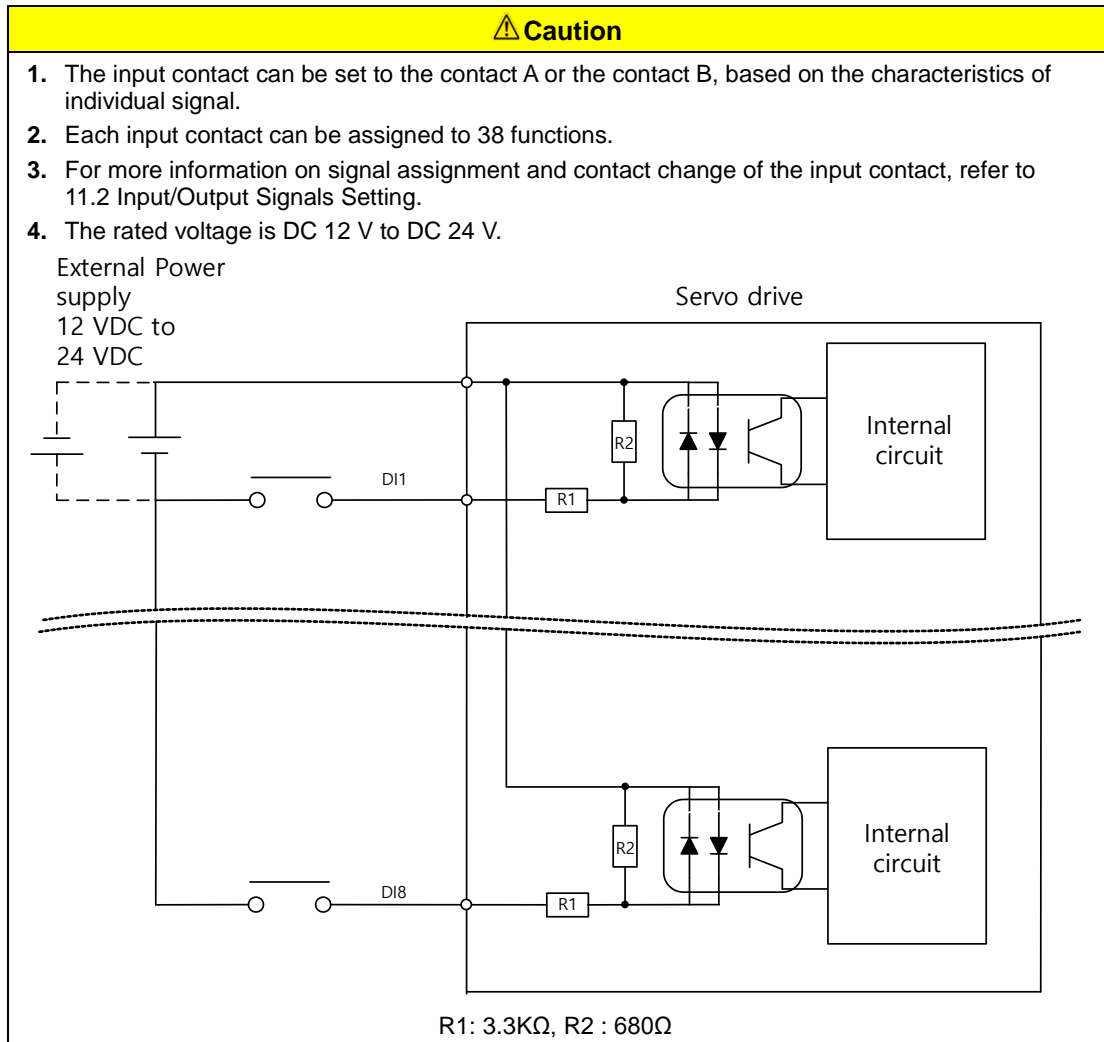 ⚠Caution
1. The input contact can be set to the contact A or the contact B, based on the characteristics of
individual signal.
2. Each input contact can be assigned to 38 functions.
3. For more information on signal assignment and contact change of the input contact, refer to
11.2 Input/Output Signals Setting.
4. The rated voltage is DC 12 V to DC 24 V.
External Power
supply
12 VDC to
24 VDC
Servo drive
R2
Internal
circuit
DI1
R1
R2
Internal
circuit
DI8
R1
R1: 3.3KΩ, R2 : 680Ω